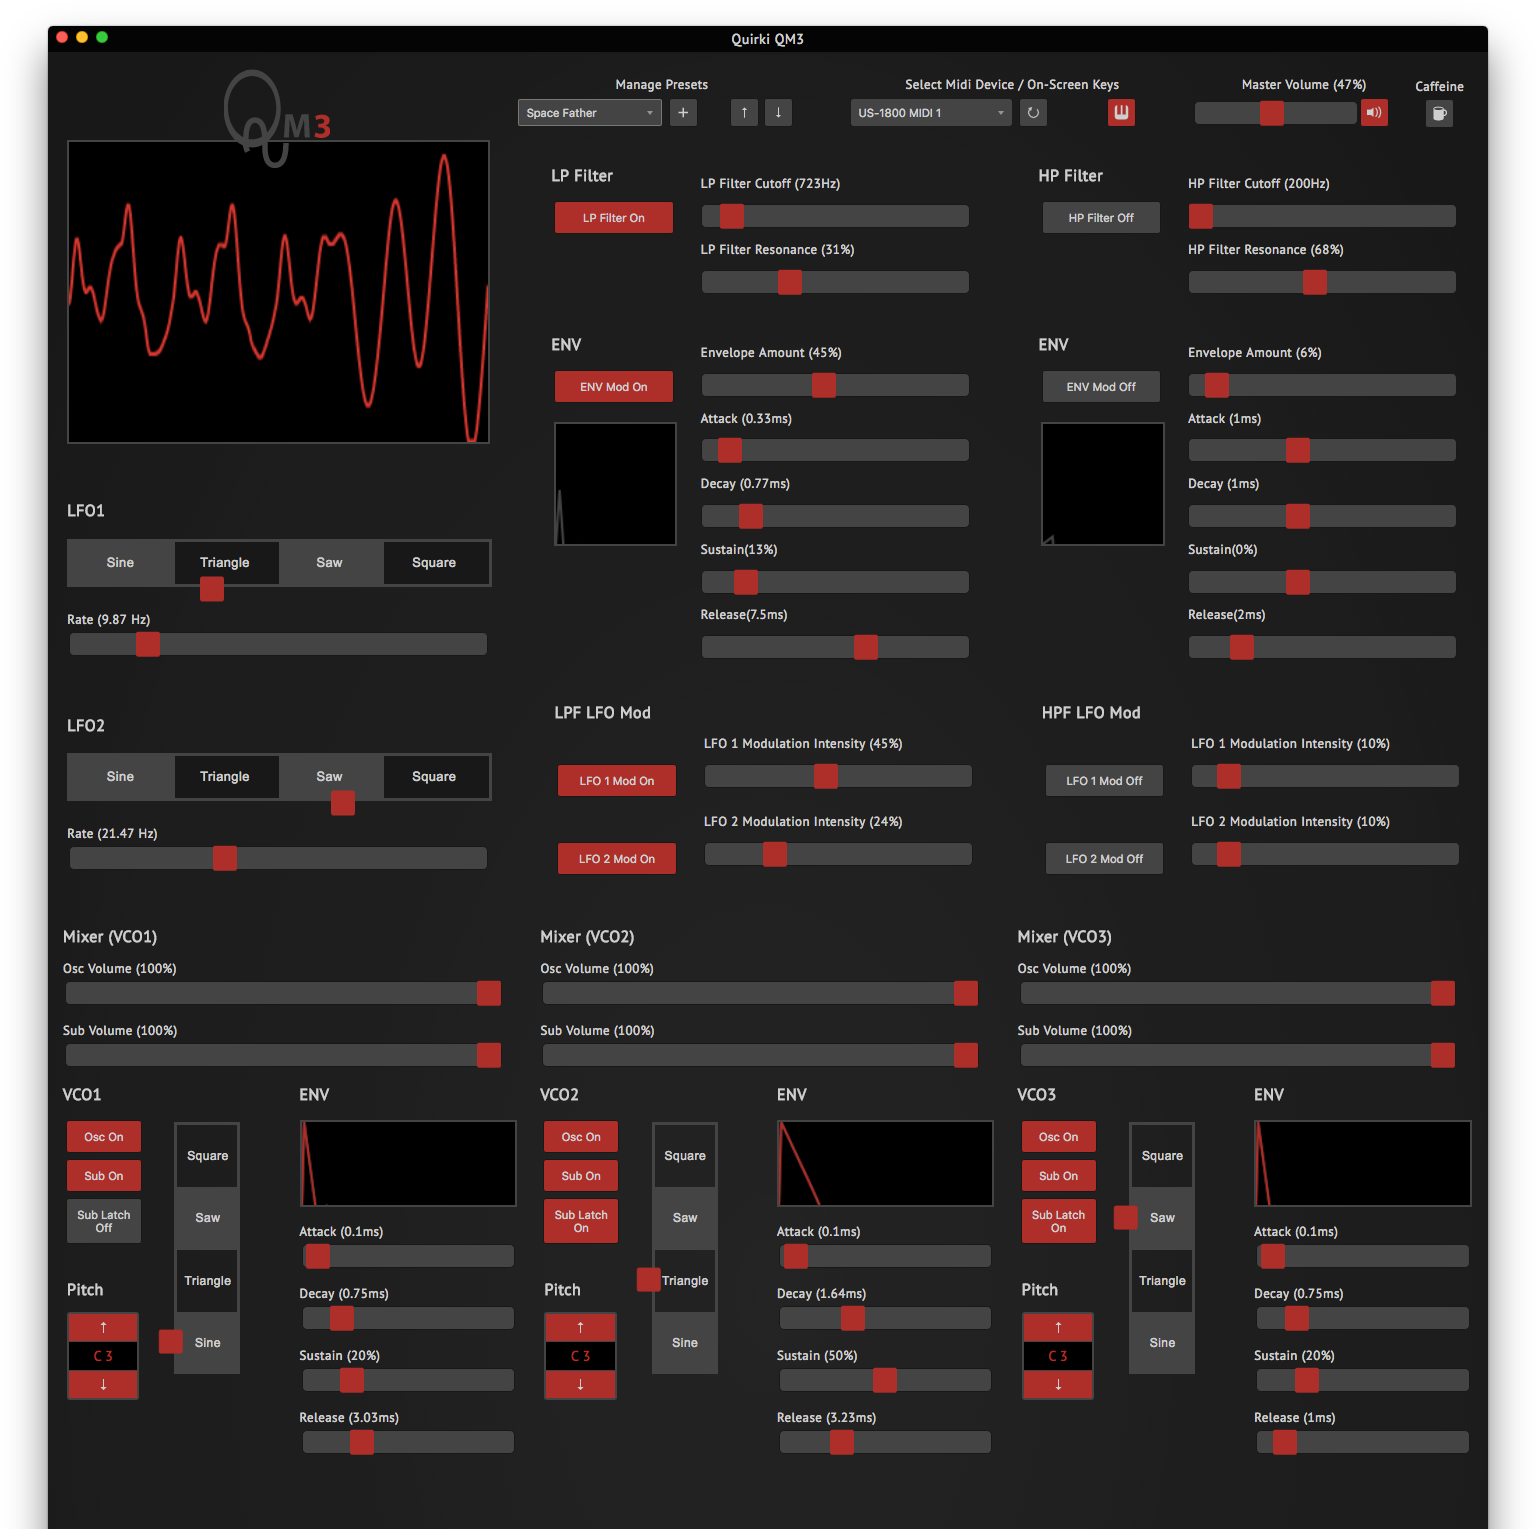 Quirki QM3
QM3
Manage Presets
Space Father
+
↑
↓
Select Midi Device / On-Screen Keys
US-1800 MIDI 1
Master Volume (47%)
Caffeine
LP Filter
LP Filter On
LP Filter Cutoff (723Hz)
LP Filter Resonance (31%)
HP Filter
HP Filter Off
HP Filter Cutoff (200Hz)
HP Filter Resonance (68%)
ENV
ENV Mod On
Envelope Amount (45%)
Attack (0.33ms)
Decay (0.77ms)
Sustain(13%)
Release(7.5ms)
ENV
ENV Mod Off
Envelope Amount (6%)
Attack (1ms)
Decay (1ms)
Sustain(0%)
Release(2ms)
LFO1
Sine Triangle Saw Square
Rate (9.87 Hz)
LFO2
Sine Triangle Saw Square
Rate (21.47 Hz)
LPF LFO Mod
LFO 1 Modulation Intensity (45%)
LFO 1 Mod On
LFO 2 Modulation Intensity (24%)
LFO 2 Mod On
HPF LFO Mod
LFO 1 Modulation Intensity (10%)
LFO 1 Mod Off
LFO 2 Modulation Intensity (10%)
LFO 2 Mod Off
Mixer (VCO1)
Osc Volume (100%)
Sub Volume (100%)
Mixer (VCO2)
Osc Volume (100%)
Sub Volume (100%)
Mixer (VCO3)
Osc Volume (100%)
Sub Volume (100%)
VCO1
Osc On
Sub On
Sub Latch
Off
Pitch
↑
C 3
↓
Square
Saw
Triangle
Sine
ENV
Attack (0.1ms)
Decay (0.75ms)
Sustain (20%)
Release (3.03ms)
VCO2
Osc On
Sub On
Sub Latch
On
Pitch
↑
C 3
↓
Square
Saw
Triangle
Sine
ENV
Attack (0.1ms)
Decay (1.64ms)
Sustain (50%)
Release (3.23ms)
VCO3
Osc On
Sub On
Sub Latch
On
Pitch
↑
C 3
↓
Square
Saw
Triangle
Sine
ENV
Attack (0.1ms)
Decay (0.75ms)
Sustain (20%)
Release (1ms)